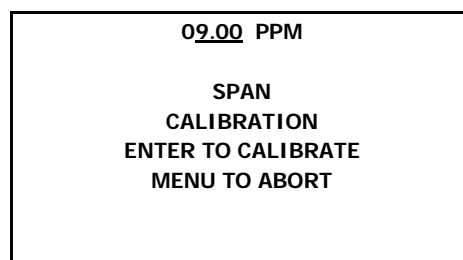 09.00 PPM
SPAN
CALIBRATION
ENTER TO CALIBRATE
MENU TO ABORT